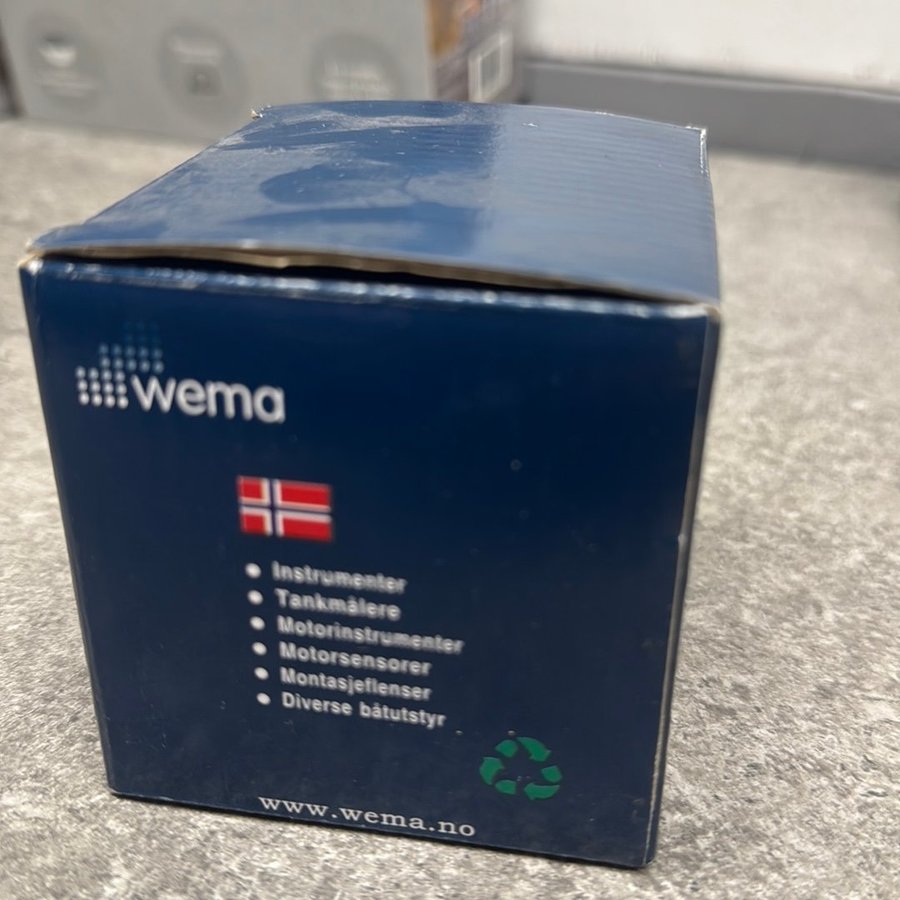 wema
Instrumenter
Tankmålere
Motorinstrumenter
Motorsensorer
Montasjeflenser
Diverse båtutstyr
www.wema.no